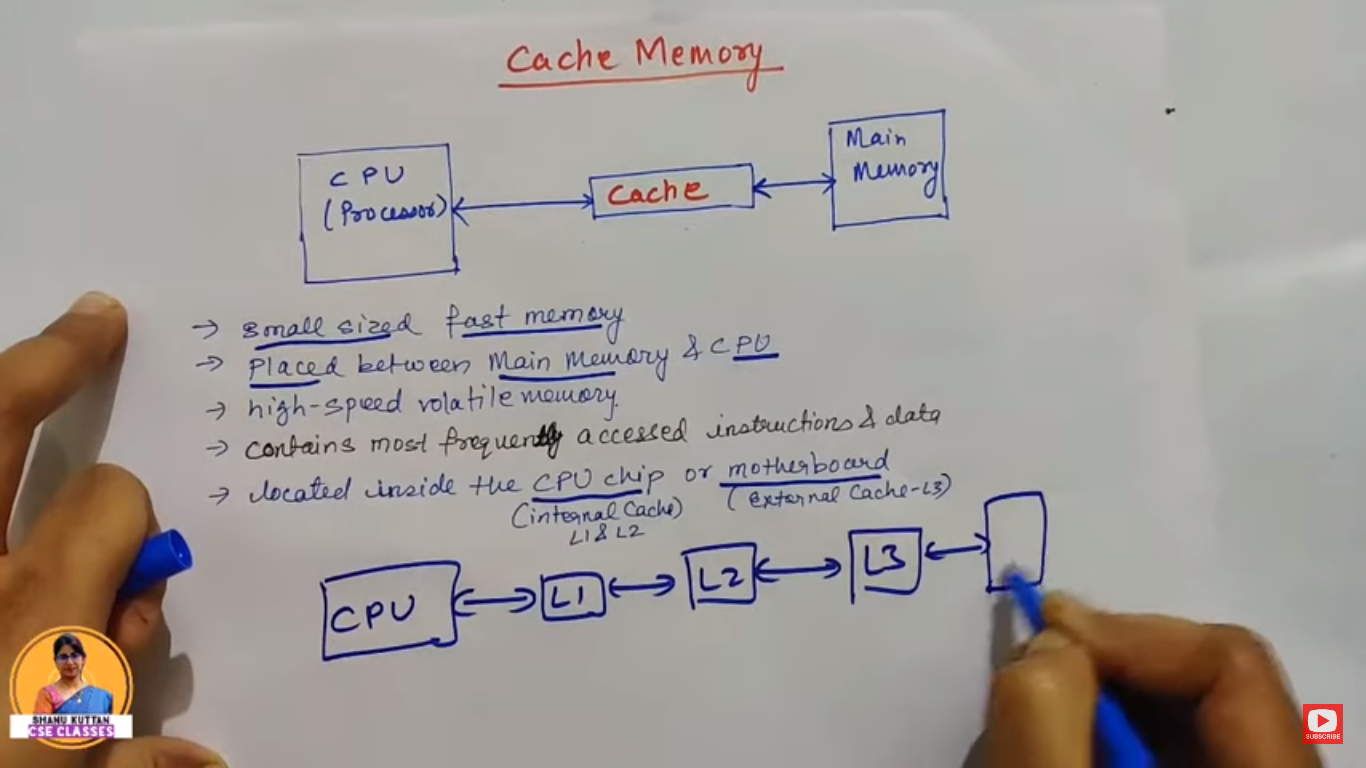 Cache Memory
CPU
(Processor)
Cache
Main
Memory
→ Small sized fast memory
→ Placed between Main Memory & CPU
→ high-speed volatile memory.
→ contains most frequently accessed instructions & data
→ located inside the CPU chip or motherboard
(internal Cache)
L1 & L2
(External Cache-L3)
CPU
L1
L2
L3
SHANU KUTTAN
CSE CLASSES
SUBSCRIBE